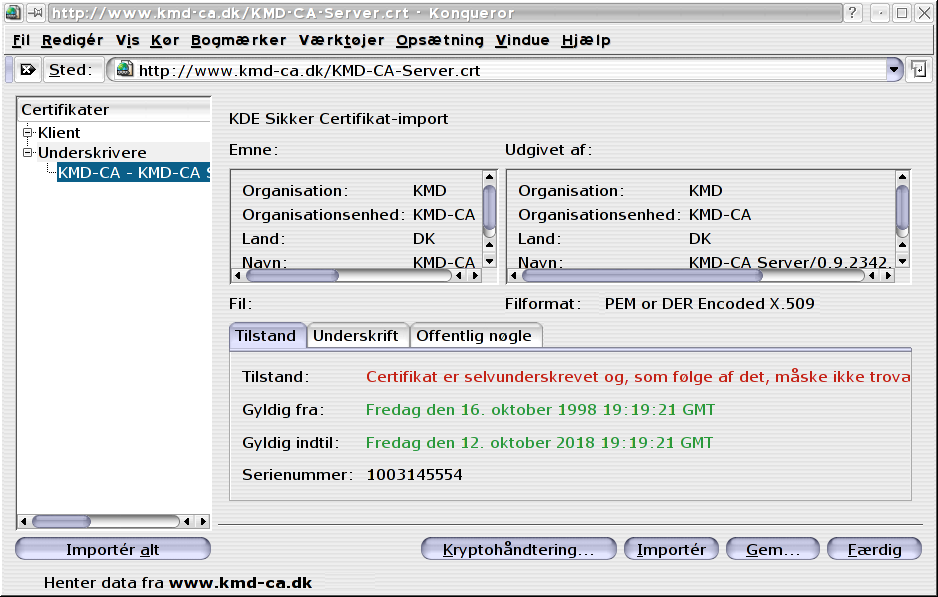 http://www.kmd-ca.dk/KMD-CA-Server.crt - Konqueror
Fil Redigér Vis Kør Bogmærker Værktøjer Opsætning Vindue Hjælp
Sted: http://www.kmd-ca.dk/KMD-CA-Server.crt
Certifikater
Klient
Underskrivere
KMD-CA - KMD-CA S
KDE Sikker Certifikat-import
Emne:
Organisation: KMD
Organisationsenhed: KMD-CA
Land: DK
Navn: KMD-CA
Udgivet af:
Organisation: KMD
Organisationsenhed: KMD-CA
Land: DK
Navn: KMD-CA Server/0.9.2342.
Fil:
Filformat: PEM or DER Encoded X.509
Tilstand Underskrift Offentlig nøgle
Tilstand: Certifikat er selvunderskrevet og, som følge af det, måske ikke trova
Gyldig fra: Fredag den 16. oktober 1998 19:19:21 GMT
Gyldig indtil: Fredag den 12. oktober 2018 19:19:21 GMT
Serienummer: 1003145554
Importér alt
Kryptohåndtering... Importér Gem... Færdig
Henter data fra www.kmd-ca.dk